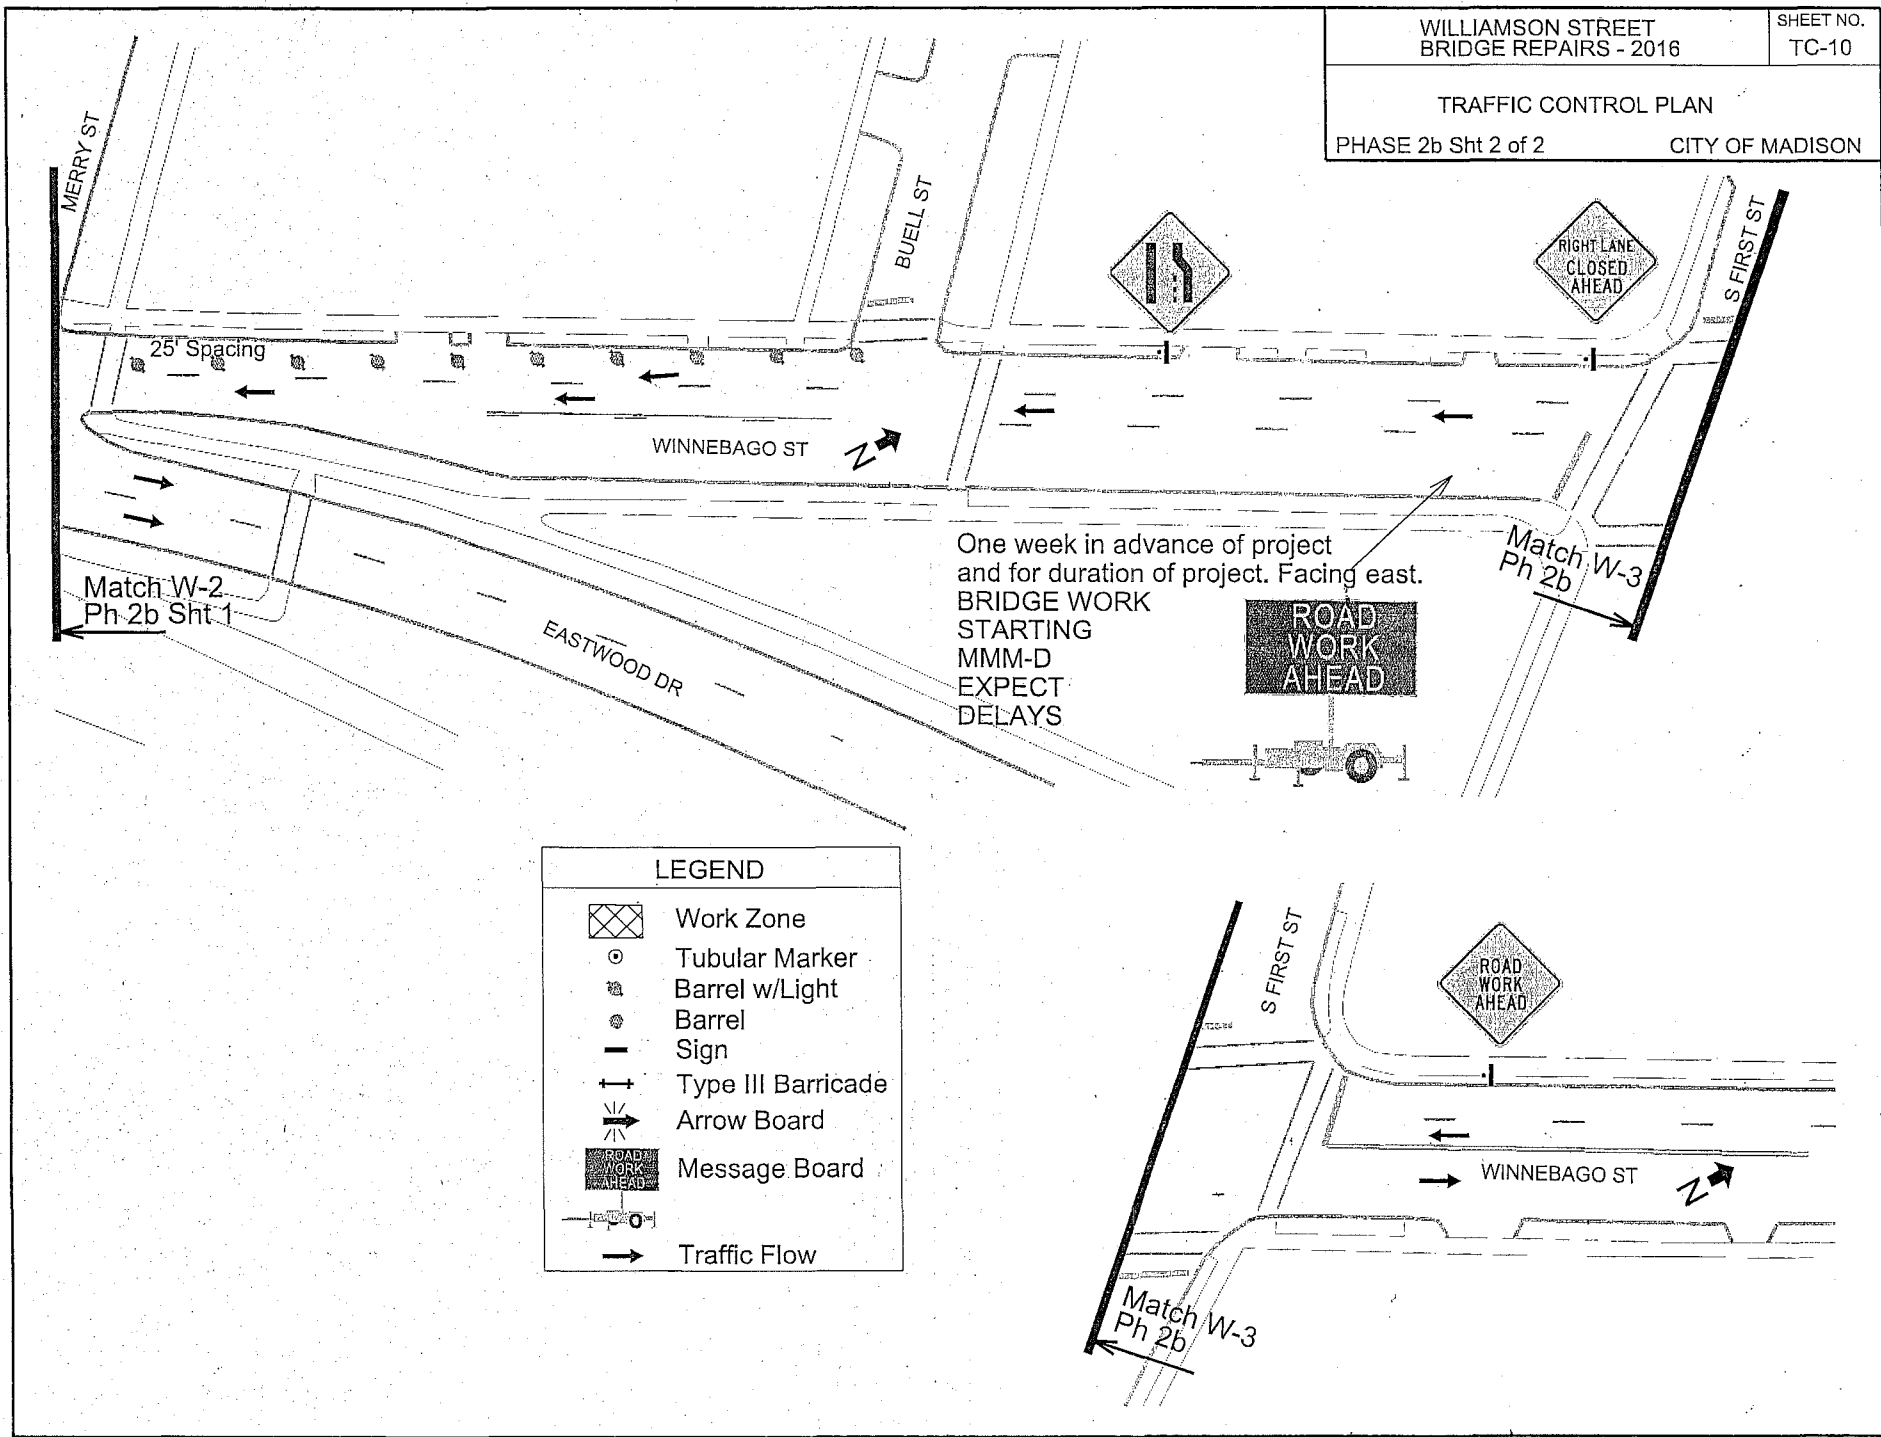 WILLIAMSON STREET
BRIDGE REPAIRS - 2016
SHEET NO.
TC-10
TRAFFIC CONTROL PLAN
PHASE 2b Sht 2 of 2
CITY OF MADISON
MERRY ST
BUELL ST
S FIRST ST
RIGHT LANE
CLOSED
AHEAD
25' Spacing
WINNEBAGO ST
N
Match W-2
Ph 2b Sht 1
EASTWOOD DR
One week in advance of project
and for duration of project. Facing east.
BRIDGE WORK
STARTING
MMM-D
EXPECT
DELAYS
ROAD
WORK
AHEAD
Match W-3
Ph 2b
LEGEND
Work Zone
Tubular Marker
Barrel w/Light
Barrel
Sign
Type III Barricade
Arrow Board
ROAD
WORK
AHEAD
Message Board
Traffic Flow
S FIRST ST
ROAD
WORK
AHEAD
WINNEBAGO ST
N
Match W-3
Ph 2b